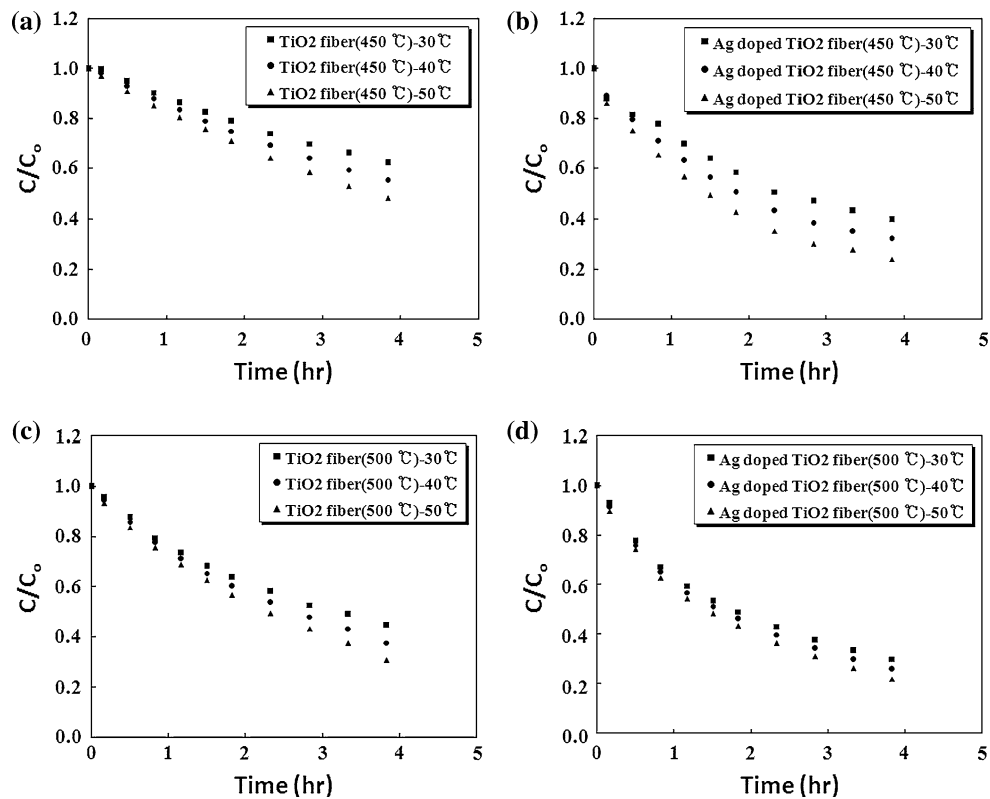 (a)
1.2
1.0
0.8
0.6
0.4
0.2
0.0
C/Co
TiO2 fiber(450 ℃)-30℃
TiO2 fiber(450 ℃)-40℃
TiO2 fiber(450 ℃)-50℃
0 1 2 3 4 5
Time (hr)
(b)
1.2
1.0
0.8
0.6
0.4
0.2
0.0
C/Co
Ag doped TiO2 fiber(450 ℃)-30℃
Ag doped TiO2 fiber(450 ℃)-40℃
Ag doped TiO2 fiber(450 ℃)-50℃
0 1 2 3 4 5
Time (hr)
(c)
1.2
1.0
0.8
0.6
0.4
0.2
0.0
C/Co
TiO2 fiber(500 ℃)-30℃
TiO2 fiber(500 ℃)-40℃
TiO2 fiber(500 ℃)-50℃
0 1 2 3 4 5
Time (hr)
(d)
1.2
1.0
0.8
0.6
0.4
0.2
0.0
C/Co
Ag doped TiO2 fiber(500 ℃)-30℃
Ag doped TiO2 fiber(500 ℃)-40℃
Ag doped TiO2 fiber(500 ℃)-50℃
0 1 2 3 4 5
Time (hr)